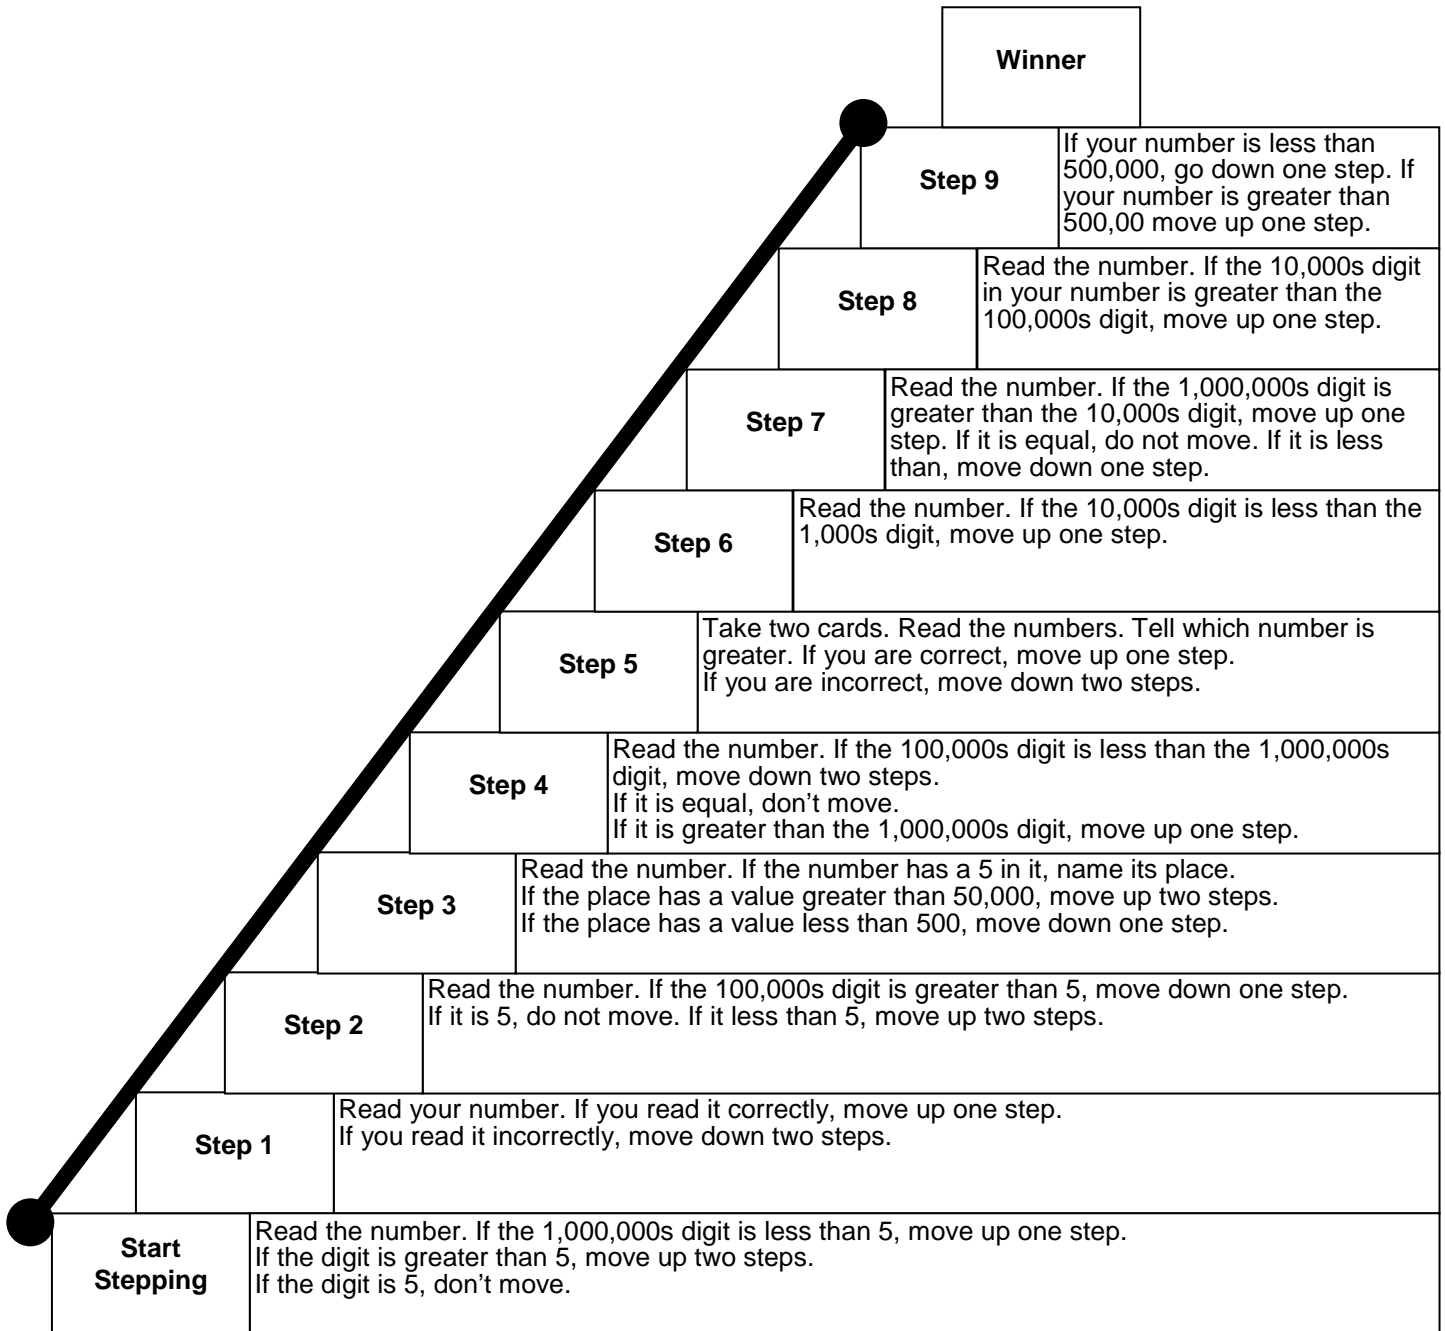 Winner
Step 9
If your number is less than
500,000, go down one step. If
your number is greater than
500,00 move up one step.
Step 8
Read the number. If the 10,000s digit
in your number is greater than the
100,000s digit, move up one step.
Step 7
Read the number. If the 1,000,000s digit is
greater than the 10,000s digit, move up one
step. If it is equal, do not move. If it is less
than, move down one step.
Step 6
Read the number. If the 10,000s digit is less than the
1,000s digit, move up one step.
Step 5
Take two cards. Read the numbers. Tell which number is
greater. If you are correct, move up one step.
If you are incorrect, move down two steps.
Step 4
Read the number. If the 100,000s digit is less than the 1,000,000s
digit, move down two steps.
If it is equal, don’t move.
If it is greater than the 1,000,000s digit, move up one step.
Step 3
Read the number. If the number has a 5 in it, name its place.
If the place has a value greater than 50,000, move up two steps.
If the place has a value less than 500, move down one step.
Step 2
Read the number. If the 100,000s digit is greater than 5, move down one step.
If it is 5, do not move. If it less than 5, move up two steps.
Step 1
Read your number. If you read it correctly, move up one step.
If you read it incorrectly, move down two steps.
Start
Stepping
Read the number. If the 1,000,000s digit is less than 5, move up one step.
If the digit is greater than 5, move up two steps.
If the digit is 5, don’t move.